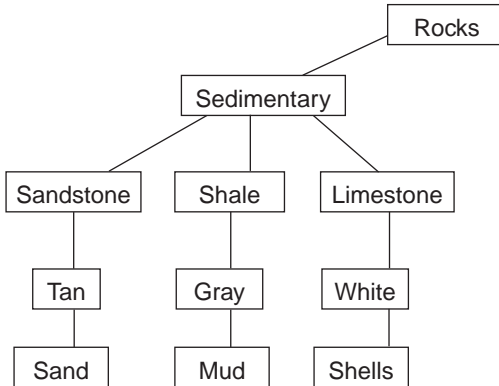 Rocks
Sedimentary
Sandstone Shale Limestone
Tan Gray White
Sand Mud Shells